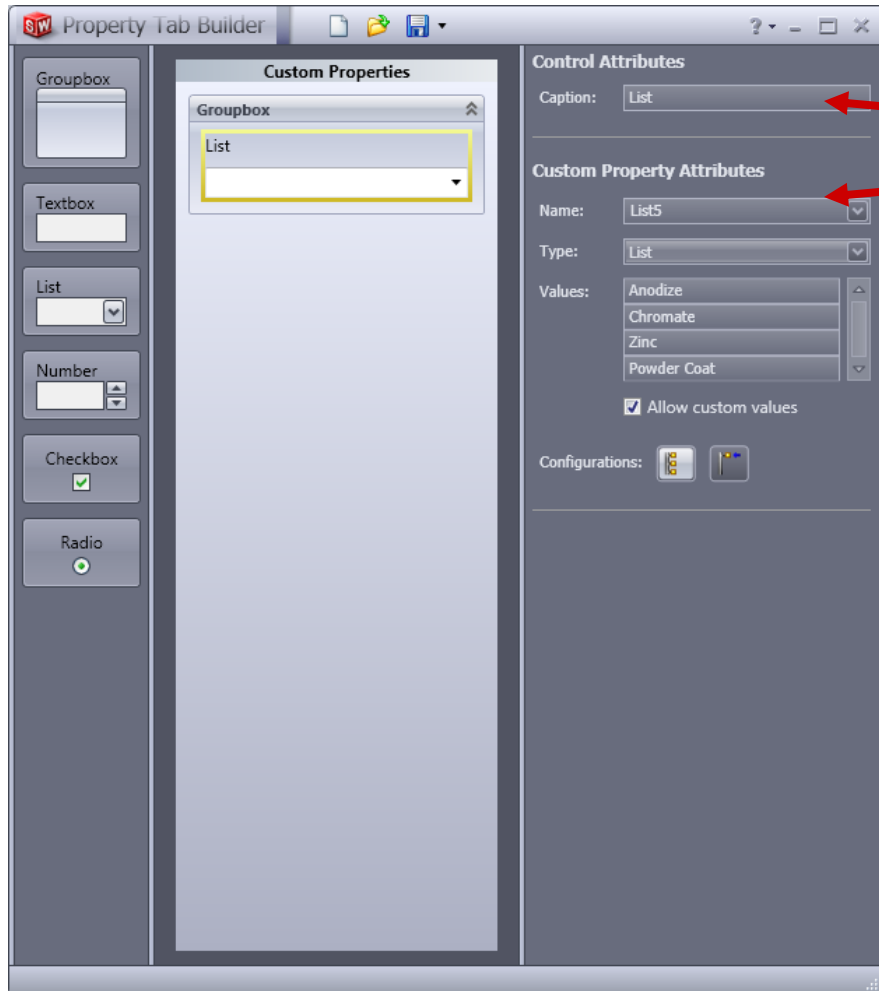 SW Property Tab Builder
?
Groupbox
Textbox
List
Number
Checkbox
Radio
Custom Properties
Groupbox
List
Control Attributes
Caption: List
Custom Property Attributes
Name: List5
Type: List
Values: Anodize
Chromate
Zinc
Powder Coat
Allow custom values
Configurations: